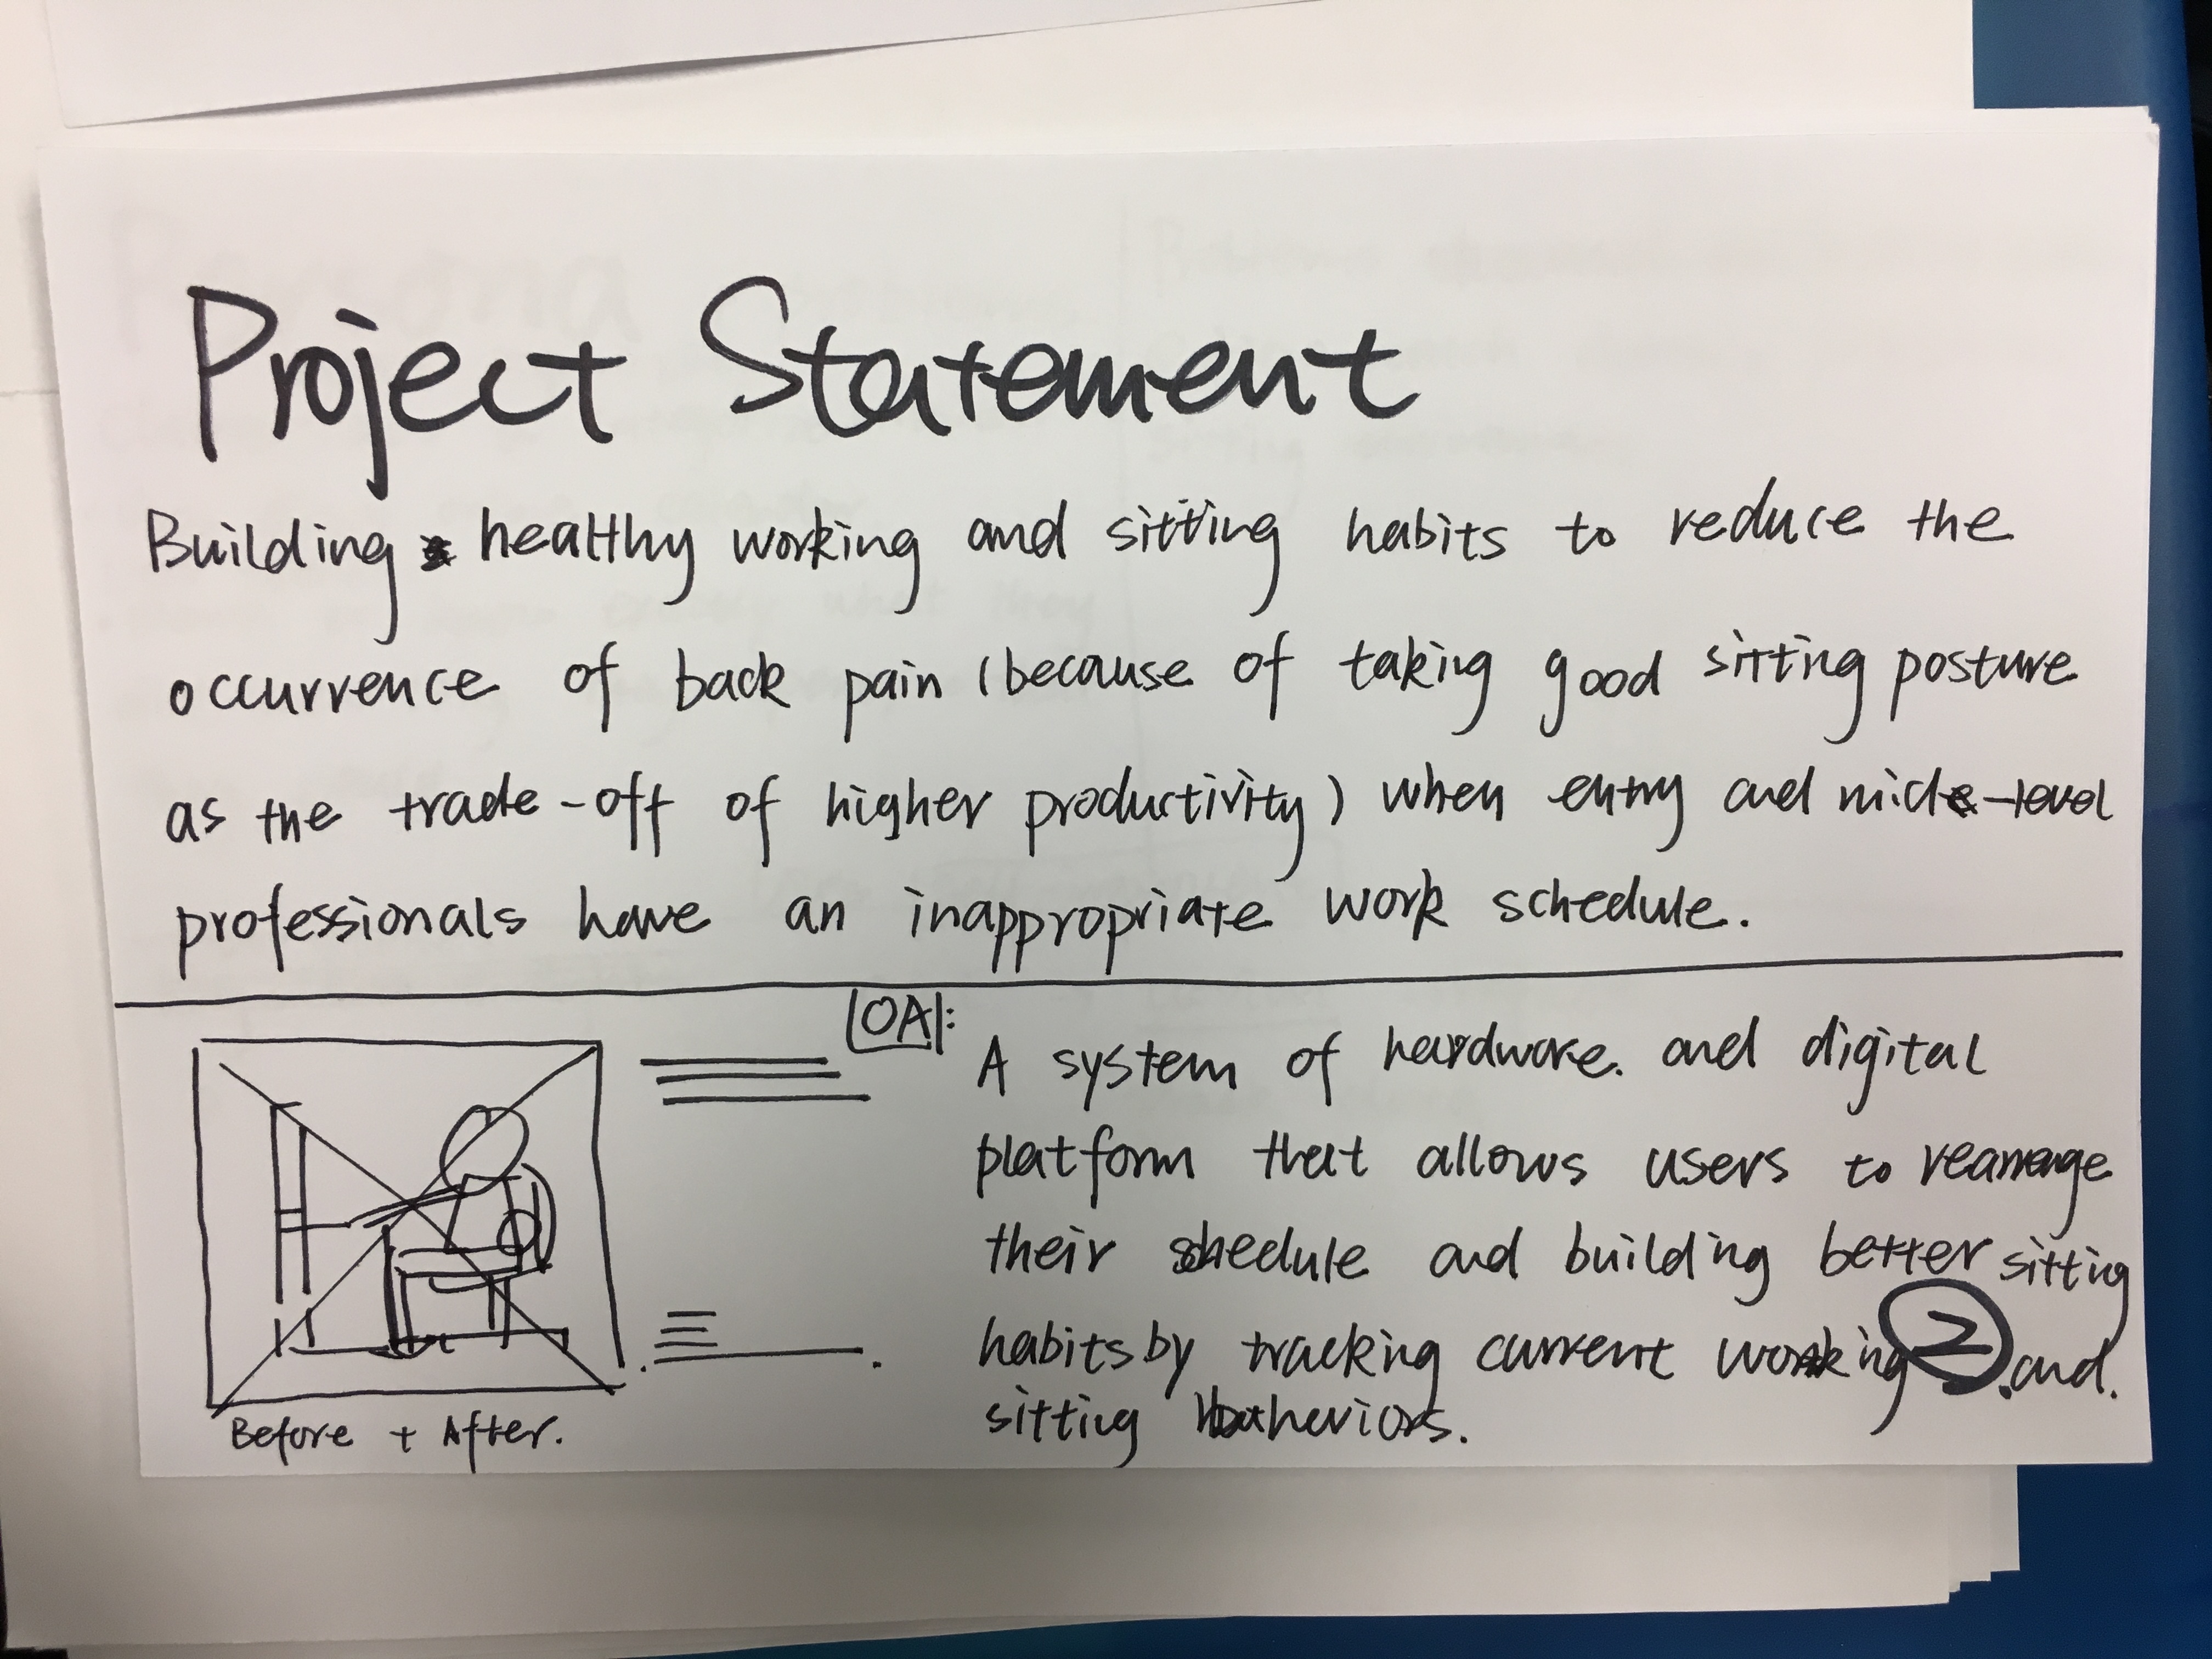 Project Statement
Building healthy working and sitting habits to reduce the
occurrence of back pain (because of taking good sitting posture
as the trade-off of higher productivity) when entry and mid-level
professionals have an inappropriate work schedule.
OA:
A system of hardware and digital
platform that allows users to rearrange
their schedule and building better sitting
habits by tracking current working and
sitting behaviors.
2
Before + After.